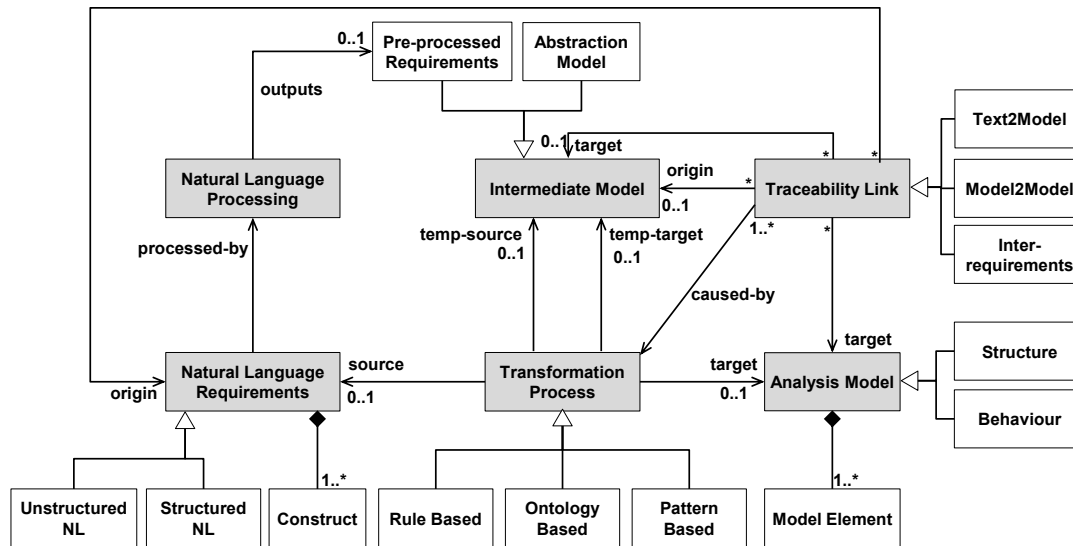 Pre-processed
Requirements
Abstraction
Model
0..1
*
outputs
0..1
target
*
*
Text2Model
Natural Language
Processing
Intermediate Model
origin
*
0..1
Traceability Link
Model2Model
processed-by
temp-source
0..1
temp-target
0..1
1..*
*
Inter-
requirements
caused-by
origin
Natural Language
Requirements
source
0..1
Transformation
Process
target
0..1
target
Analysis Model
Structure
Behaviour
1..*
1..*
Unstructured
NL
Structured
NL
Construct
Rule Based
Ontology
Based
Pattern
Based
Model Element